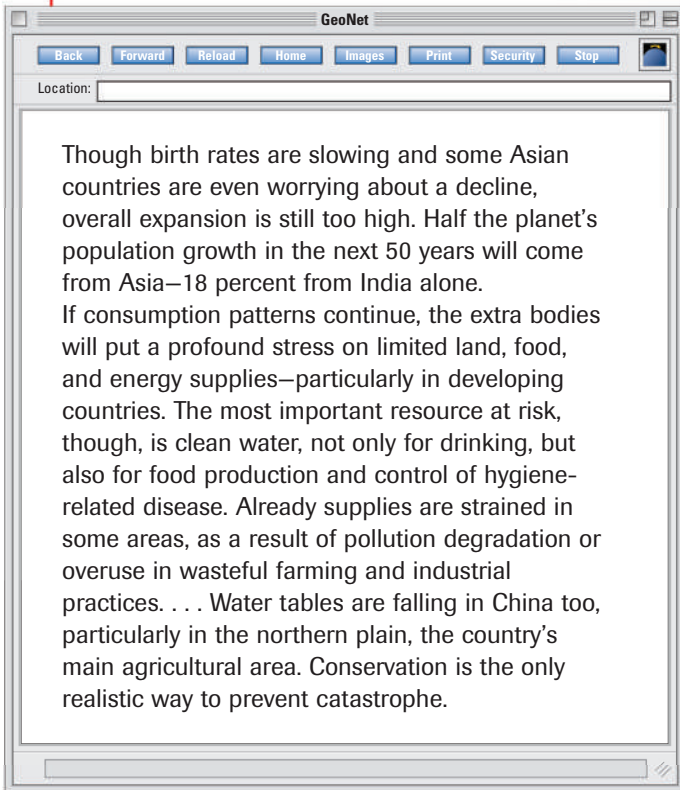 GeoNet
Back Forward Reload Home Images Print Security Stop
Location:
Though birth rates are slowing and some Asian
countries are even worrying about a decline,
overall expansion is still too high. Half the planet's
population growth in the next 50 years will come
from Asia—18 percent from India alone.
If consumption patterns continue, the extra bodies
will put a profound stress on limited land, food,
and energy supplies—particularly in developing
countries. The most important resource at risk,
though, is clean water, not only for drinking, but
also for food production and control of hygiene-
related disease. Already supplies are strained in
some areas, as a result of pollution degradation or
overuse in wasteful farming and industrial
practices. . . . Water tables are falling in China too,
particularly in the northern plain, the country's
main agricultural area. Conservation is the only
realistic way to prevent catastrophe.